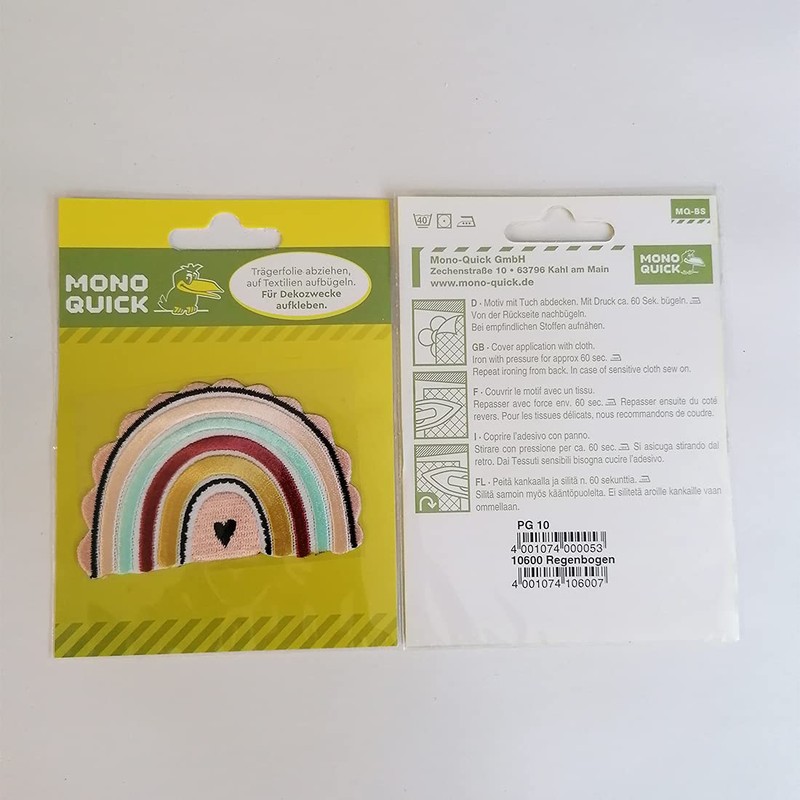 MONO
QUICK
Trägerfolie abziehen,
auf Textilien aufbügeln.
Für Dekozwecke
aufkleben.
40
MQ-BS
Mono-Quick GmbH
Zechenstraße 10 • 63796 Kahl am Main
www.mono-quick.de
MONO
QUICK
D - Motiv mit Tuch abdecken. Mit Druck ca. 60 Sek. bügeln.
Von der Rückseite nachbügeln.
Bei empfindlichen Stoffen aufnähen.
GB - Cover application with cloth.
Iron with pressure for approx 60 sec.
Repeat ironing from back. In case of sensitive cloth sew on.
F - Couvrir le motif avec un tissu.
Repasser avec force env. 60 sec. Repasser ensuite du coté
revers. Pour les tissues délicats, nous recommandons de coudre.
I - Coprire l'adesivo con panno.
Stirare con pressione per ca. 60 sec. Si asicuga stirando dal
retro. Dai Tessuti sensibili bisogna cucire l'adesivo.
FL - Peitä kankaalla ja silitä n. 60 sekunttia.
Silitä samoin myös kääntöpuolelta. Ei silitetä aroille kankaille vaan
ommellaan.
PG 10
4 001074 000053
10600 Regenbogen
4 001074 106007